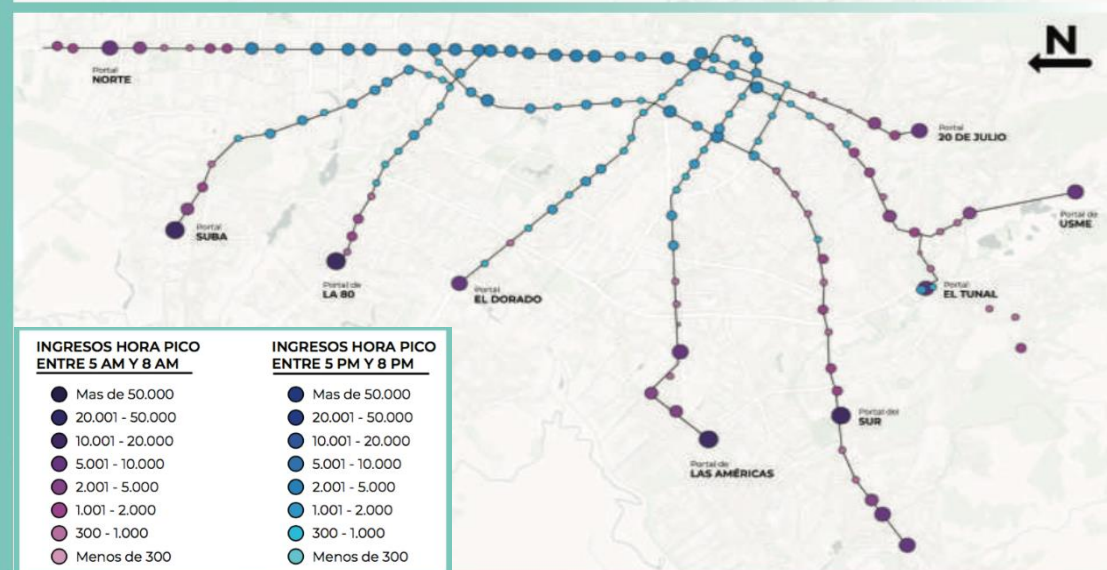 N
Portal
NORTE
Portal
20 DE JULIO
Portal de
USME
Portal
SUBA
Portal de
LA 80
Portal
EL DORADO
Portal
EL TUNAL
Portal del
SUR
Portal de
LAS AMÉRICAS
INGRESOS HORA PICO
ENTRE 5 AM Y 8 AM
Mas de 50.000
20.001 - 50.000
10.001 - 20.000
5.001 - 10.000
2.001 - 5.000
1.001 - 2.000
300 - 1.000
Menos de 300
INGRESOS HORA PICO
ENTRE 5 PM Y 8 PM
Mas de 50.000
20.001 - 50.000
10.001 - 20.000
5.001 - 10.000
2.001 - 5.000
1.001 - 2.000
300 - 1.000
Menos de 300